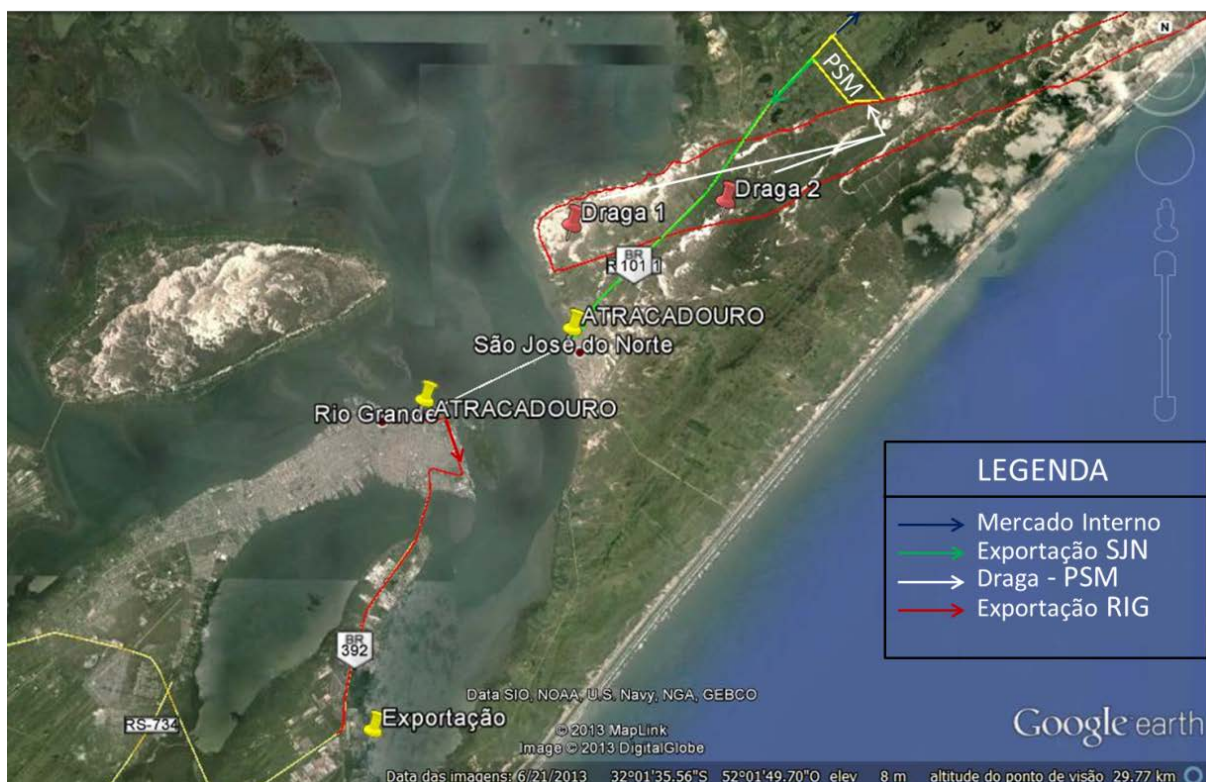 N
PSM
Draga 2
Draga 1
BR
101
ATRACADOURO
São José do Norte
ATRACADOURO
Rio Grande
LEGENDA
Mercado Interno
Exportação SJN
Draga - PSM
Exportação RIG
BR
392
Data SIO, NOAA, U.S. Navy, NGA, GEBCO
Exportação
RS-734
© 2013 MapLink
Image © 2013 DigitalGlobe
Google earth
Data das imagens: 6/21/2013 32°01'35.56"S 52°01'49.70"O elev 8 m altitude do ponto de visão 29.77 km